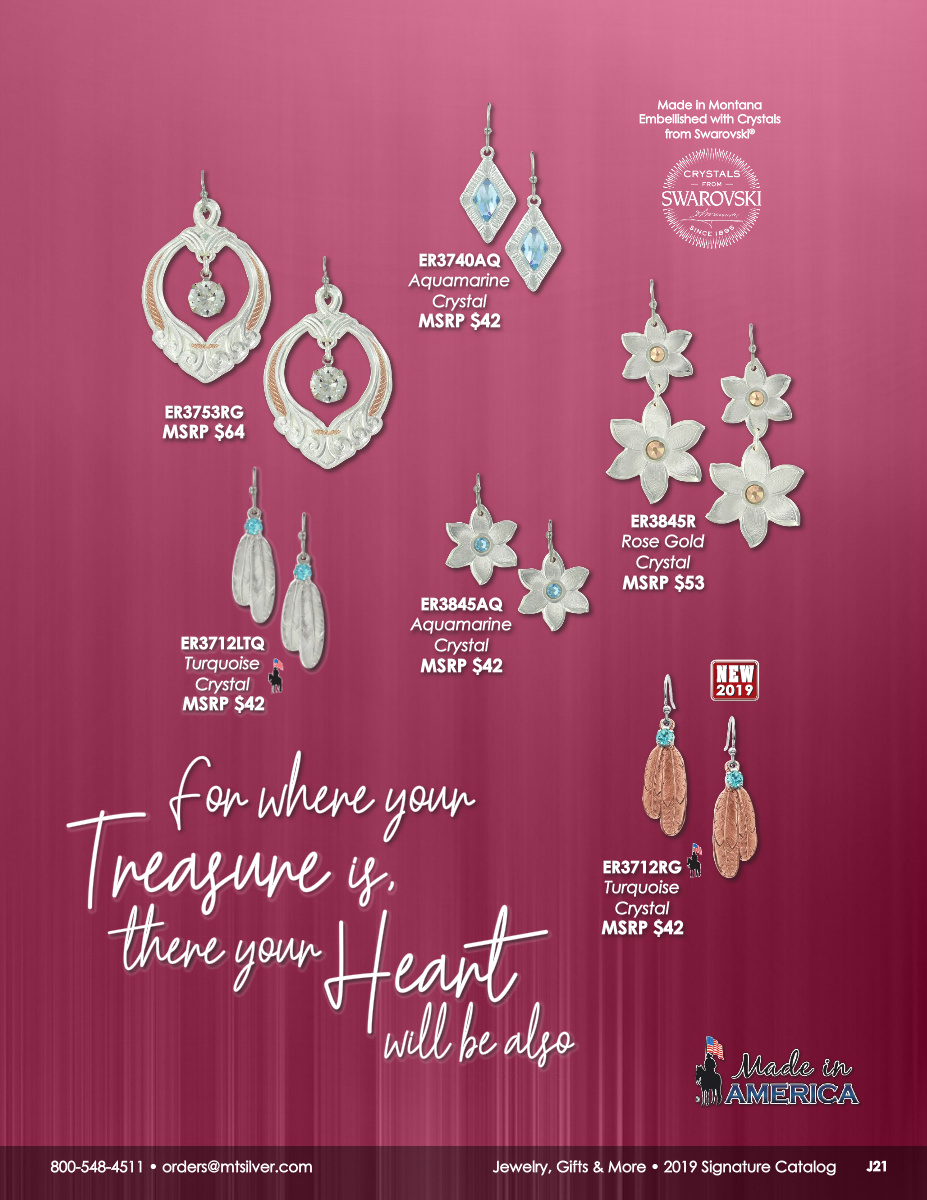 Made in Montana
Embellished with Crystals
from Swarovski®
CRYSTALS
FROM
SWAROVSKI
SINCE 1895
ER3740AQ
Aquamarine
Crystal
MSRP $42
ER3753RG
MSRP $64
ER3845R
Rose Gold
Crystal
MSRP $53
ER3845AQ
Aquamarine
Crystal
MSRP $42
ER3712LTQ
Turquoise
Crystal
MSRP $42
NEW
2019
ER3712RG
Turquoise
Crystal
MSRP $42
for where your
Treasure is,
there your Heart
will be also
Made in
AMERICA
800-548-4511 • orders@mtsilver.com
Jewelry, Gifts & More • 2019 Signature Catalog J21